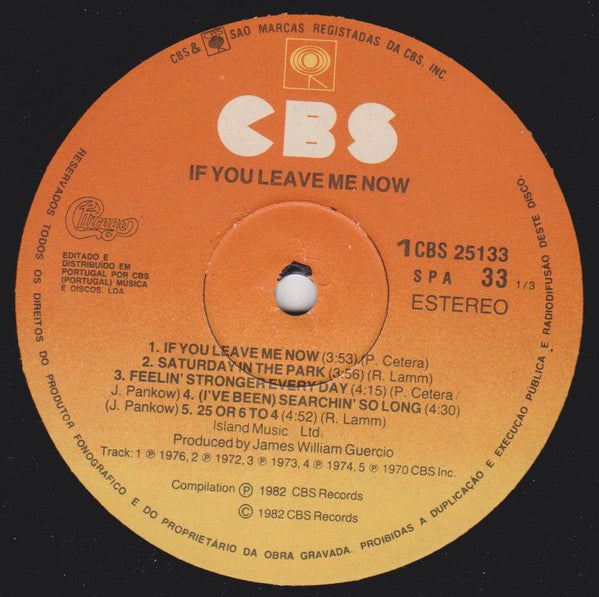 CBS & SÃO MARCAS REGISTADAS DA CBS, INC.
CBS
IF YOU LEAVE ME NOW
Chicago
EDITADO E
DISTRIBUIDO EM
PORTUGAL POR CBS
(PORTUGAL) MÚSICA
E DISCOS. LDA
1 CBS 25133
SPA 33 1/3
ESTEREO
1. IF YOU LEAVE ME NOW (3:53) (P. Cetera)
2. SATURDAY IN THE PARK (3:56) (R. Lamm)
3. FEELIN' STRONGER EVERY DAY (4:15) (P. Cetera/
J. Pankow) 4. (I'VE BEEN) SEARCHIN' SO LONG (4:30)
(J. Pankow) 5. 25 OR 6 TO 4 (4:52) (R. Lamm)
Island Music Ltd.
Produced by James William Guercio
Track: 1 ℗ 1976, 2 ℗ 1972, 3 ℗ 1973, 4 ℗ 1974, 5 ℗ 1970 CBS Inc.
Compilation ℗ 1982 CBS Records
© 1982 CBS Records
RESERVADOS TODOS OS DIREITOS DO PRODUTOR FONOGRAFICO E DO PROPRIETÁRIO DA OBRA GRAVADA. PROIBIDAS A DUPLICAÇÃO E EXECUÇÃO PÚBLICA, E RADIODIFUSÃO DESTE DISCO.